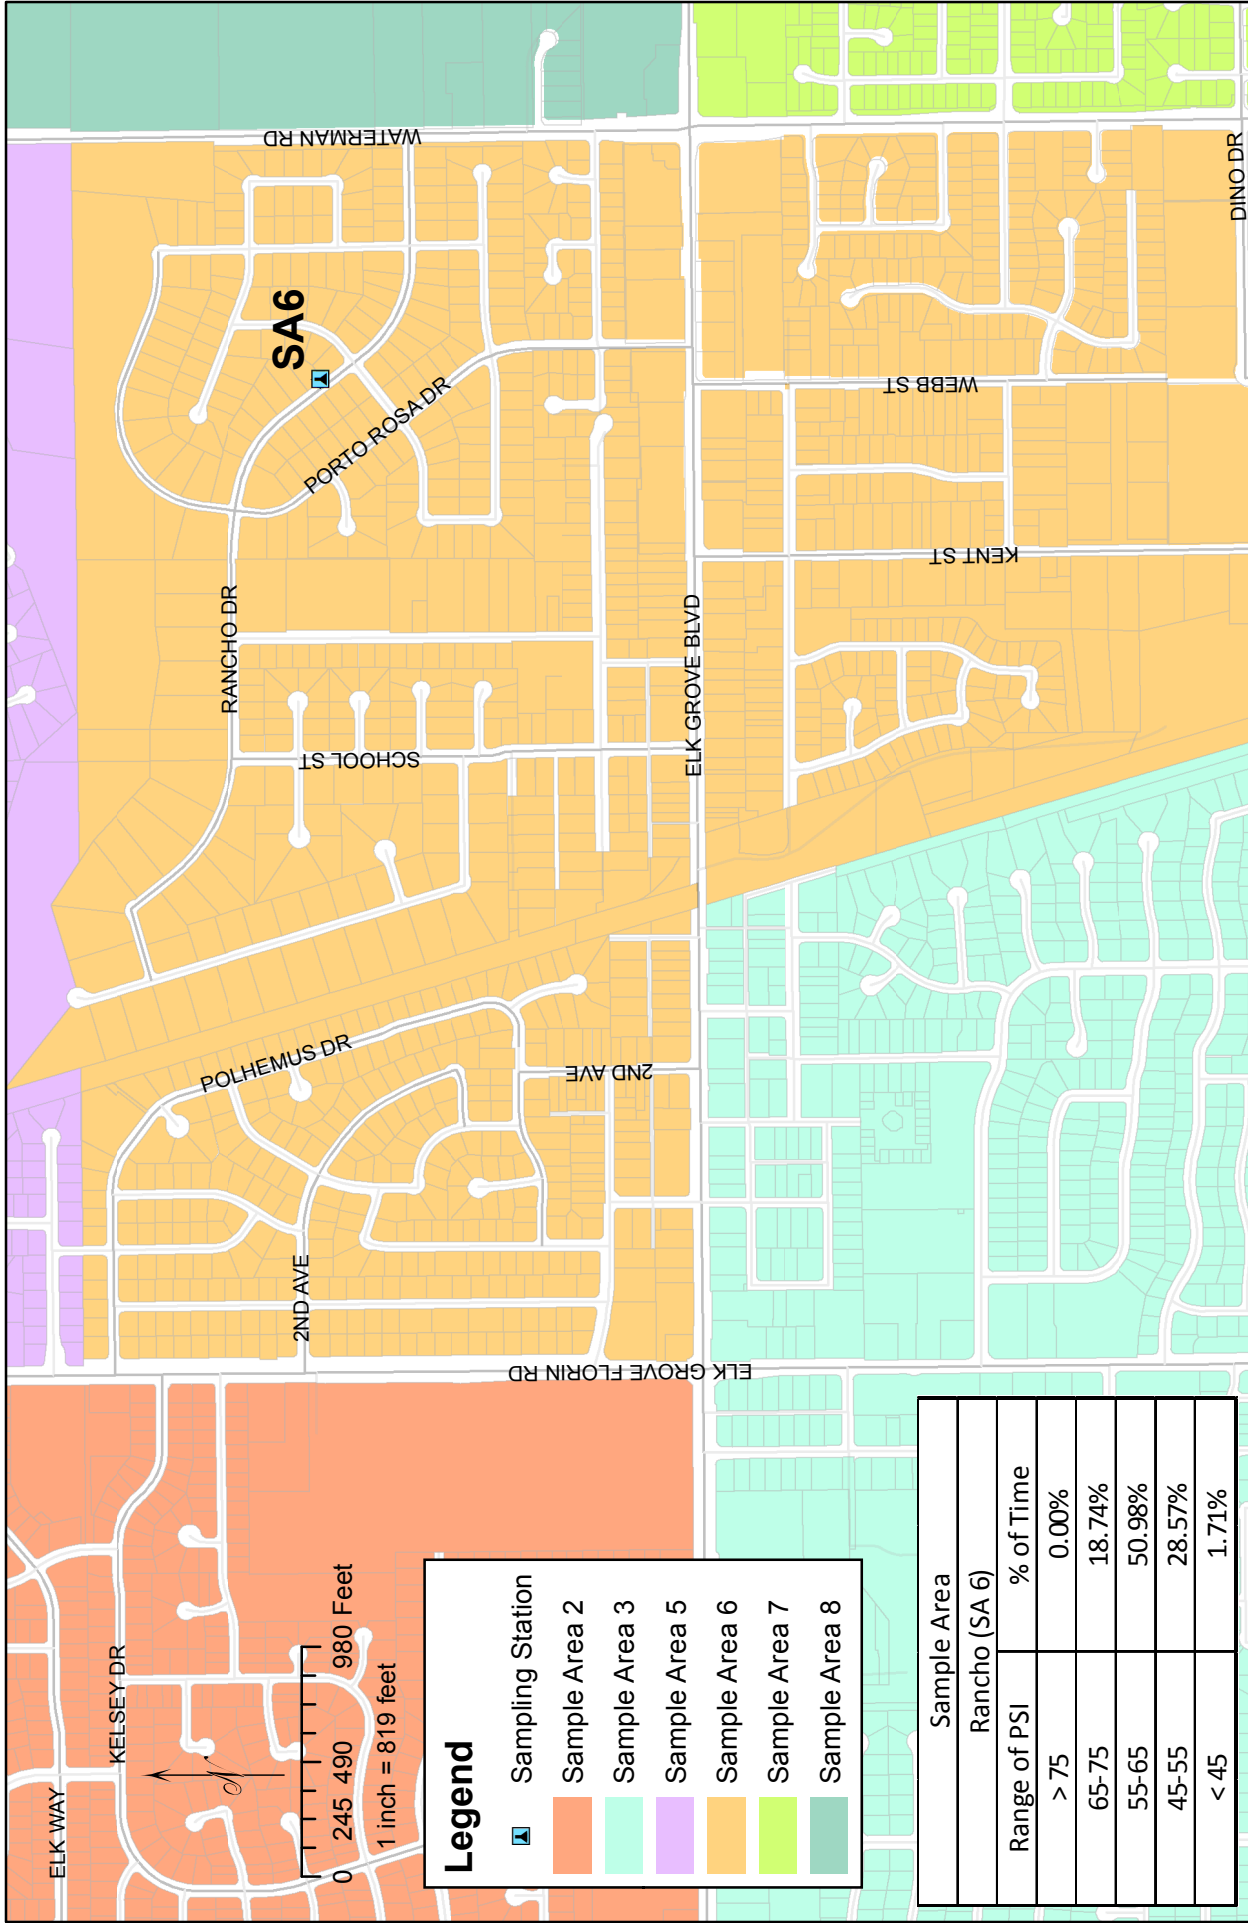 ELK WAY
KELSEY DR
ELK GROVE FLORIN RD
2ND AVE
POLHEMUS DR
2ND AVE
SCHOOL ST
RANCHO DR
ELK GROVE BLVD
KENT ST
PORTO ROSA DR
SA6
WEBB ST
WATERMAN RD
DINO DR
N
0 245 490 980 Feet
1 inch = 819 feet
Legend
Sampling Station
Sample Area 2
Sample Area 3
Sample Area 5
Sample Area 6
Sample Area 7
Sample Area 8
Sample Area
Rancho (SA 6)
Range of PSI % of Time
> 75 0.00%
65-75 18.74%
55-65 50.98%
45-55 28.57%
< 45 1.71%